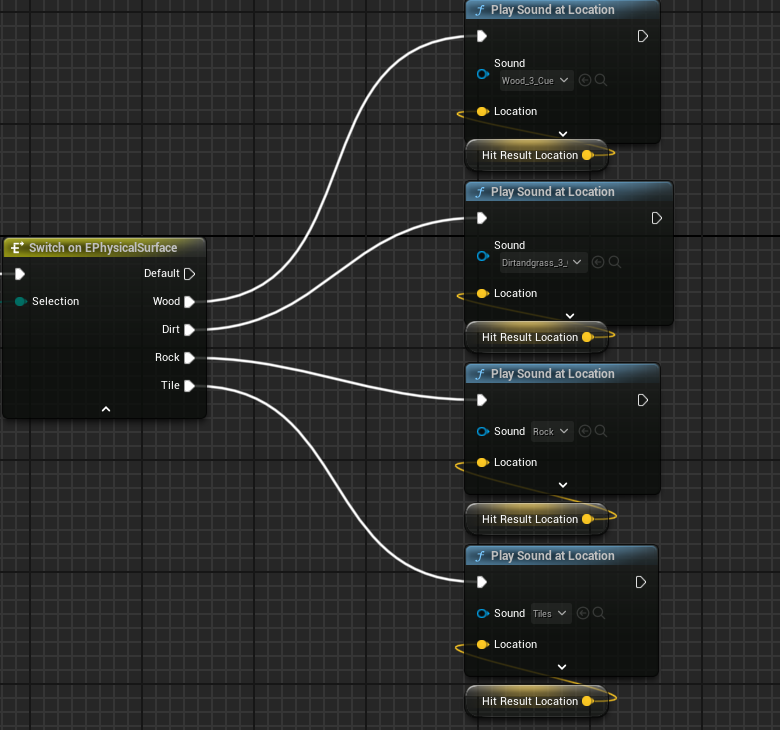 Play Sound at Location
Sound
Wood_3_Cue
Location
Hit Result Location
Play Sound at Location
Sound
Dirtandgrass_3_
Location
Hit Result Location
Switch on EPhysicalSurface
Default
Selection
Wood
Dirt
Rock
Tile
Play Sound at Location
Sound Rock
Location
Hit Result Location
Play Sound at Location
Sound Tiles
Location
Hit Result Location